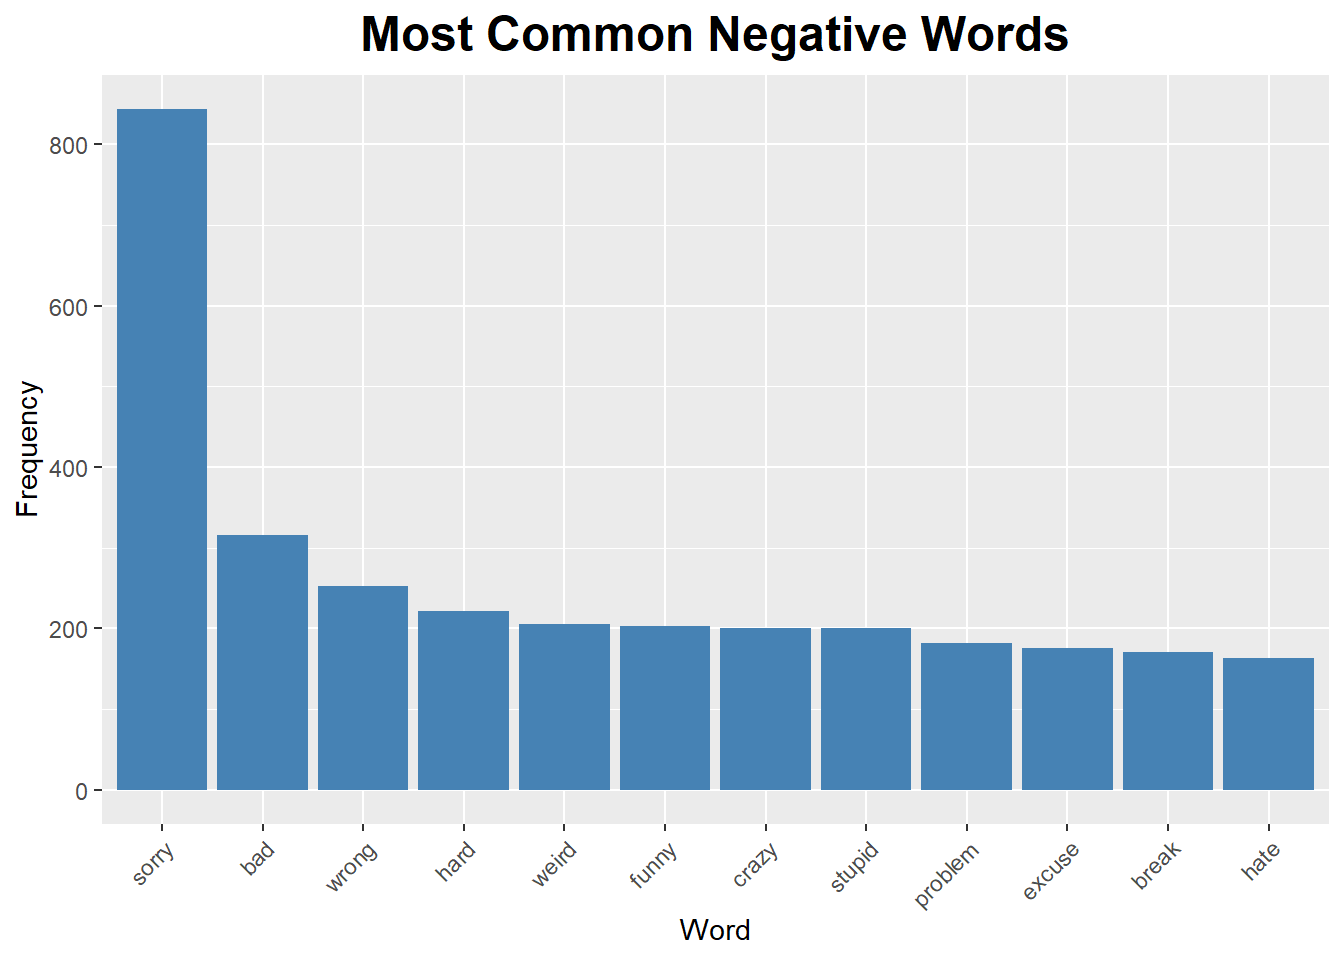 Most Common Negative Words
Frequency
800
600
400
200
0
sorry
bad
wrong
hard
weird
funny
crazy
stupid
problem
excuse
break
hate
Word